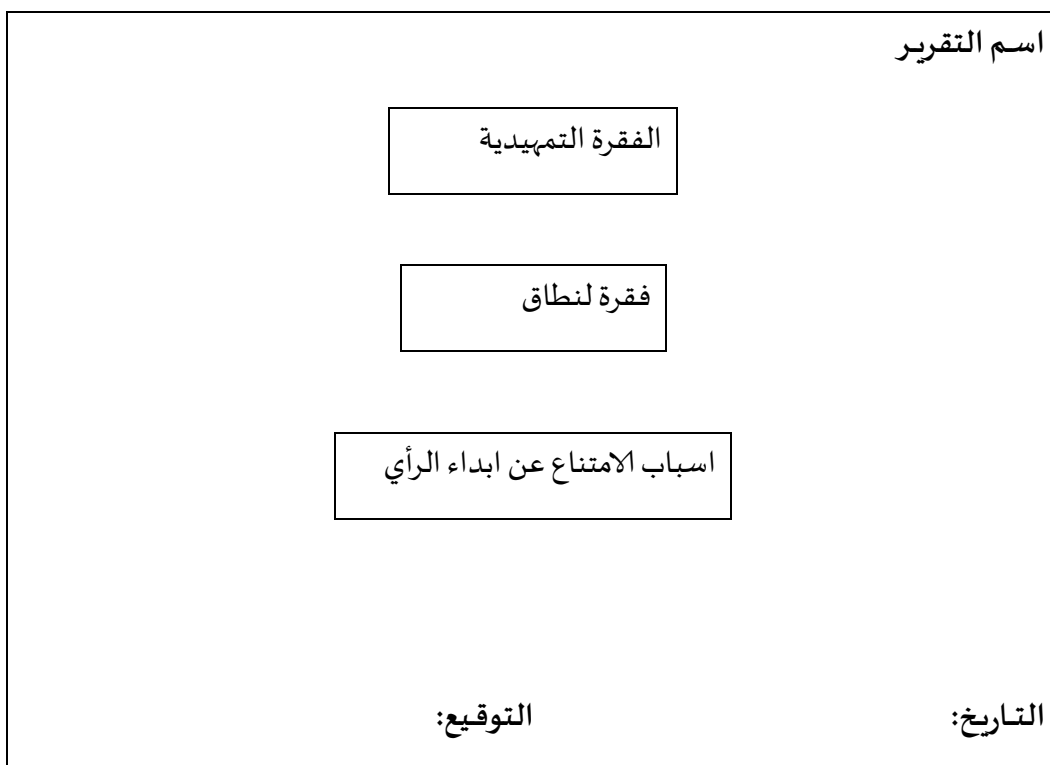 اسم التقرير
الفقرة التمهيدية
فقرة لنطاق
اسباب الامتناع عن ابداء الرأي
التاريخ: التوقيع: